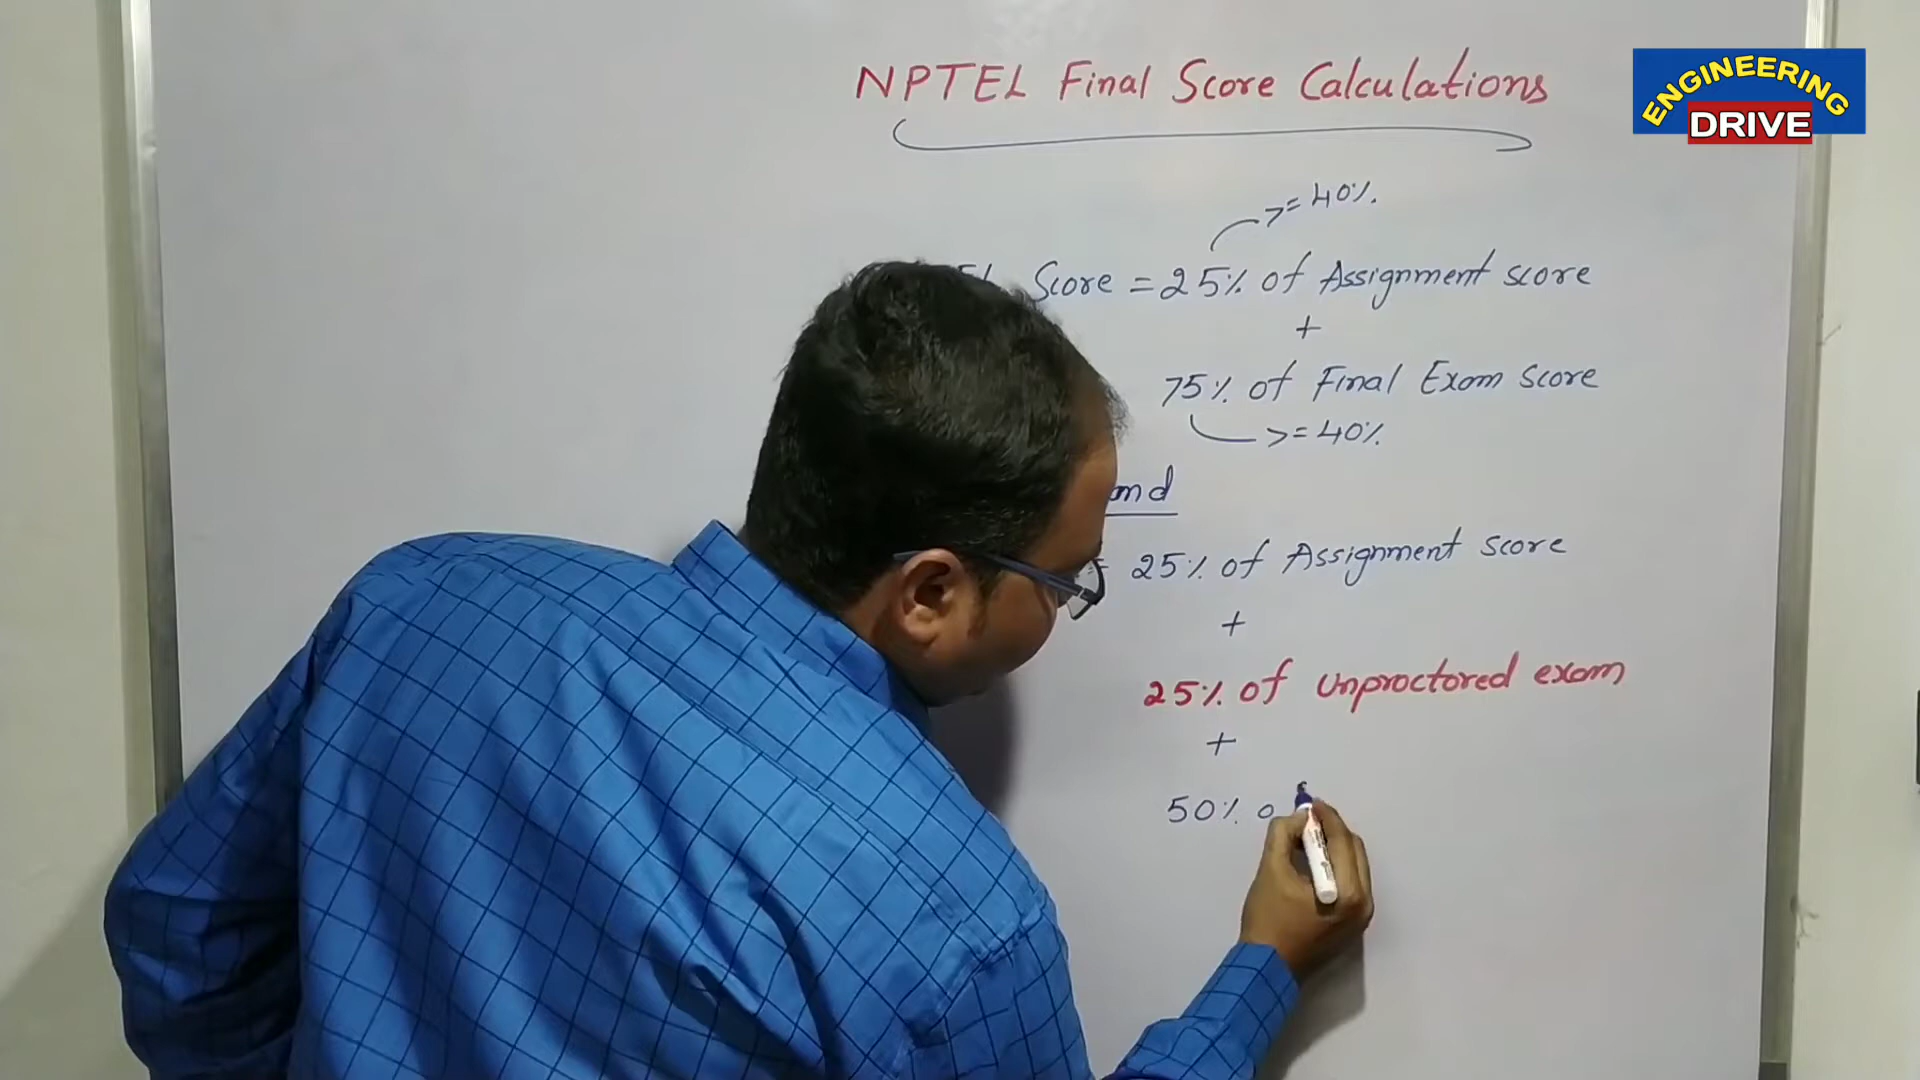 NPTEL Final Score Calculations
ENGINEERING
DRIVE
>= 40%.
Score = 25% of Assignment score
+
75% of Final Exam Score
>= 40%
= 25% of Assignment score
+
25% of Unproctored exam
+
50% o